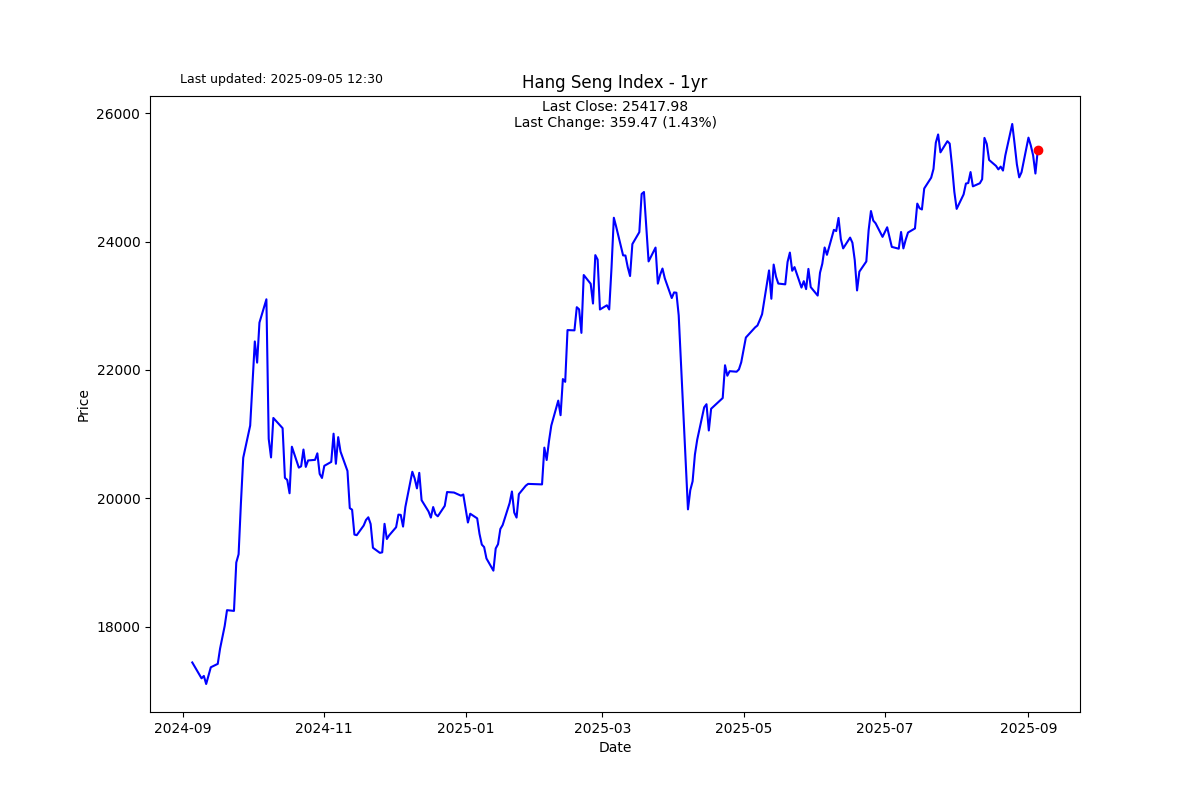 Last updated: 2025-09-05 12:30
Hang Seng Index - 1yr
Last Close: 25417.98
Last Change: 359.47 (1.43%)
26000
24000
22000
20000
18000
Price
2024-09 2024-11 2025-01 2025-03 2025-05 2025-07 2025-09
Date